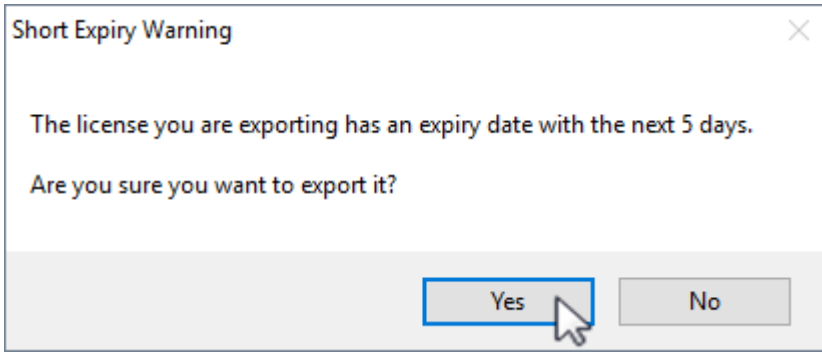 Short Expiry Warning
The license you are exporting has an expiry date with the next 5 days.
Are you sure you want to export it?
Yes
No